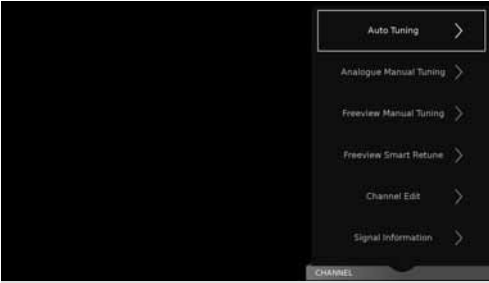 Auto Tuning
Analogue Manual Tuning
Freeview Manual Tuning
Freeview Smart Retune
Channel Edit
Signal Information
CHANNEL